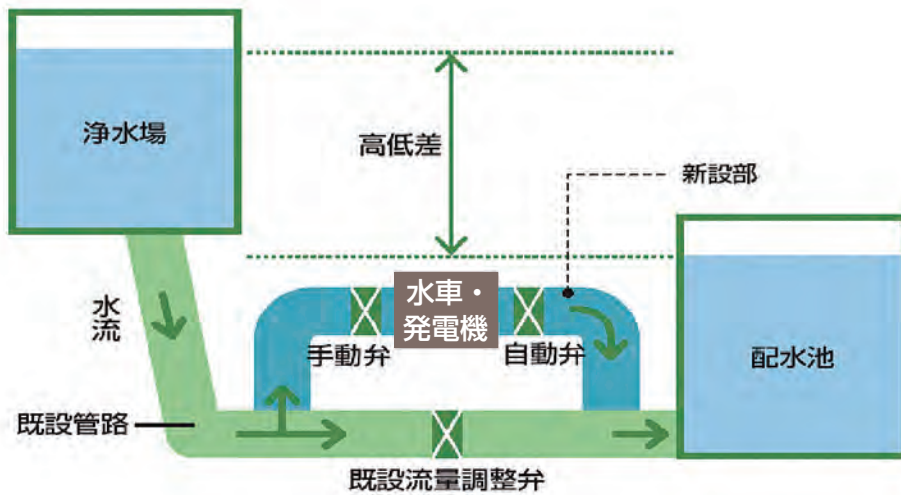 浄水場
高低差
新設部
水流
水車・
発電機
手動弁
自動弁
配水池
既設管路
既設流量調整弁